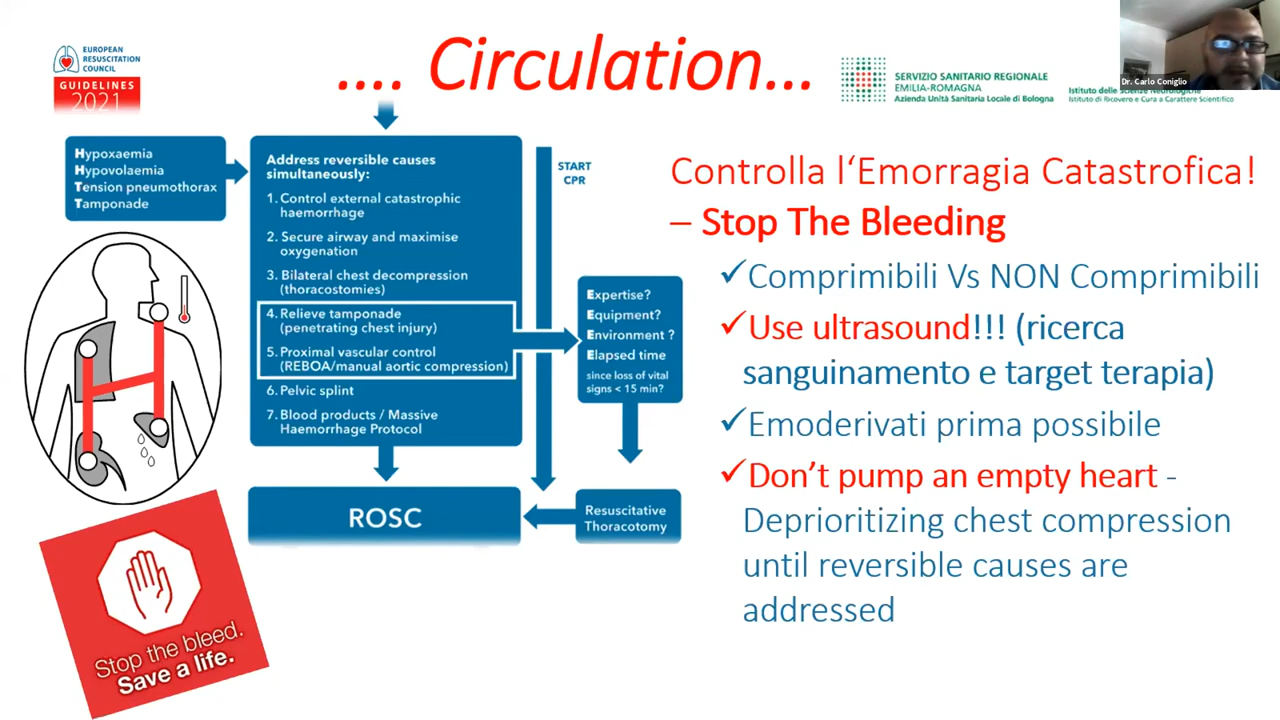 EUROPEAN
RESUSCITATION
COUNCIL
GUIDELINES
2021
.... Circulation...
SERVIZIO SANITARIO REGIONALE
EMILIA-ROMAGNA
Azienda Unità Sanitaria Locale di Bologna
Istituto delle Scienze Neurologiche
Istituto di Ricovero e Cura a Carattere Scientifico
Dr. Carlo Coniglio
Hypoxaemia
Hypovolaemia
Tension pneumothorax
Tamponade
Address reversible causes
simultaneously:
1. Control external catastrophic
haemorrhage
2. Secure airway and maximise
oxygenation
3. Bilateral chest decompression
(thoracostomies)
4. Relieve tamponade
(penetrating chest injury)
5. Proximal vascular control
(REBOA/manual aortic compression)
6. Pelvic splint
7. Blood products / Massive
Haemorrhage Protocol
START
CPR
Expertise?
Equipment?
Environment ?
Elapsed time
since loss of vital
signs < 15 min?
ROSC
Resuscitative
Thoracotomy
Stop the bleed.
Save a life.
Controlla l‘Emorragia Catastrofica!
– Stop The Bleeding
✓Comprimibili Vs NON Comprimibili
✓Use ultrasound!!! (ricerca
sanguinamento e target terapia)
✓Emoderivati prima possibile
✓Don’t pump an empty heart -
Deprioritizing chest compression
until reversible causes are
addressed